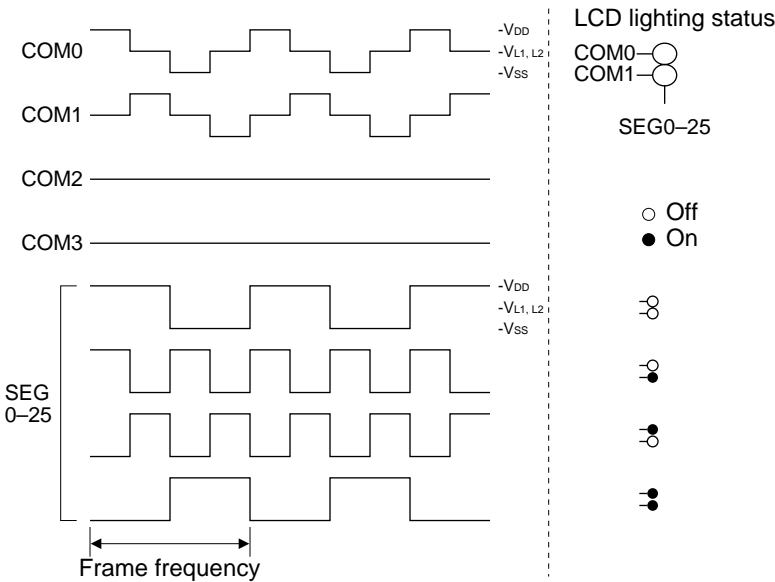 LCD lighting status
COM0
-VDD
-VL1, L2
-VSS
COM0
COM1
COM1
SEG0–25
COM2
Off
On
COM3
-VDD
-VL1, L2
-VSS
SEG
0–25
Frame frequency